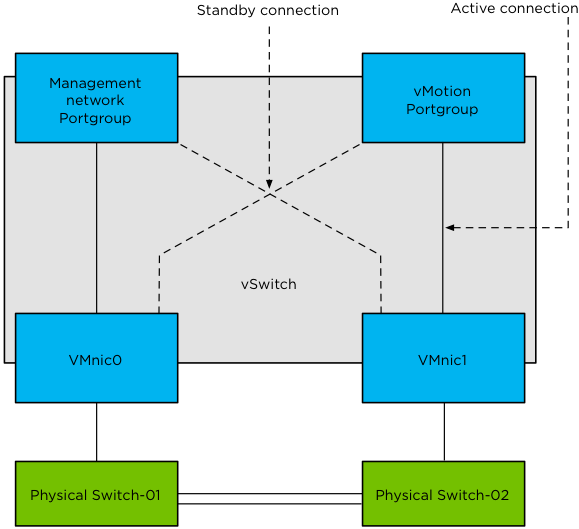 Standby connection
Active connection
Management
network
Portgroup
vMotion
Portgroup
vSwitch
VMnic0
VMnic1
Physical Switch-01
Physical Switch-02